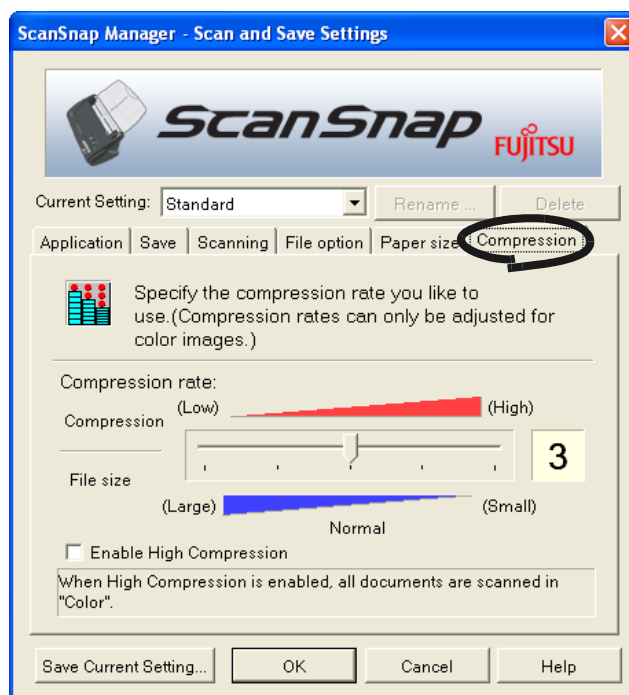 ScanSnap Manager - Scan and Save Settings
ScanSnap FUJITSU
Current Setting: Standard Rename ... Delete
Application Save Scanning File option Paper size Compression
Specify the compression rate you like to
use.(Compression rates can only be adjusted for
color images.)
Compression rate:
(Low) (High)
Compression
3
File size
(Large) (Small)
Normal
Enable High Compression
When High Compression is enabled, all documents are scanned in
"Color".
Save Current Setting... OK Cancel Help